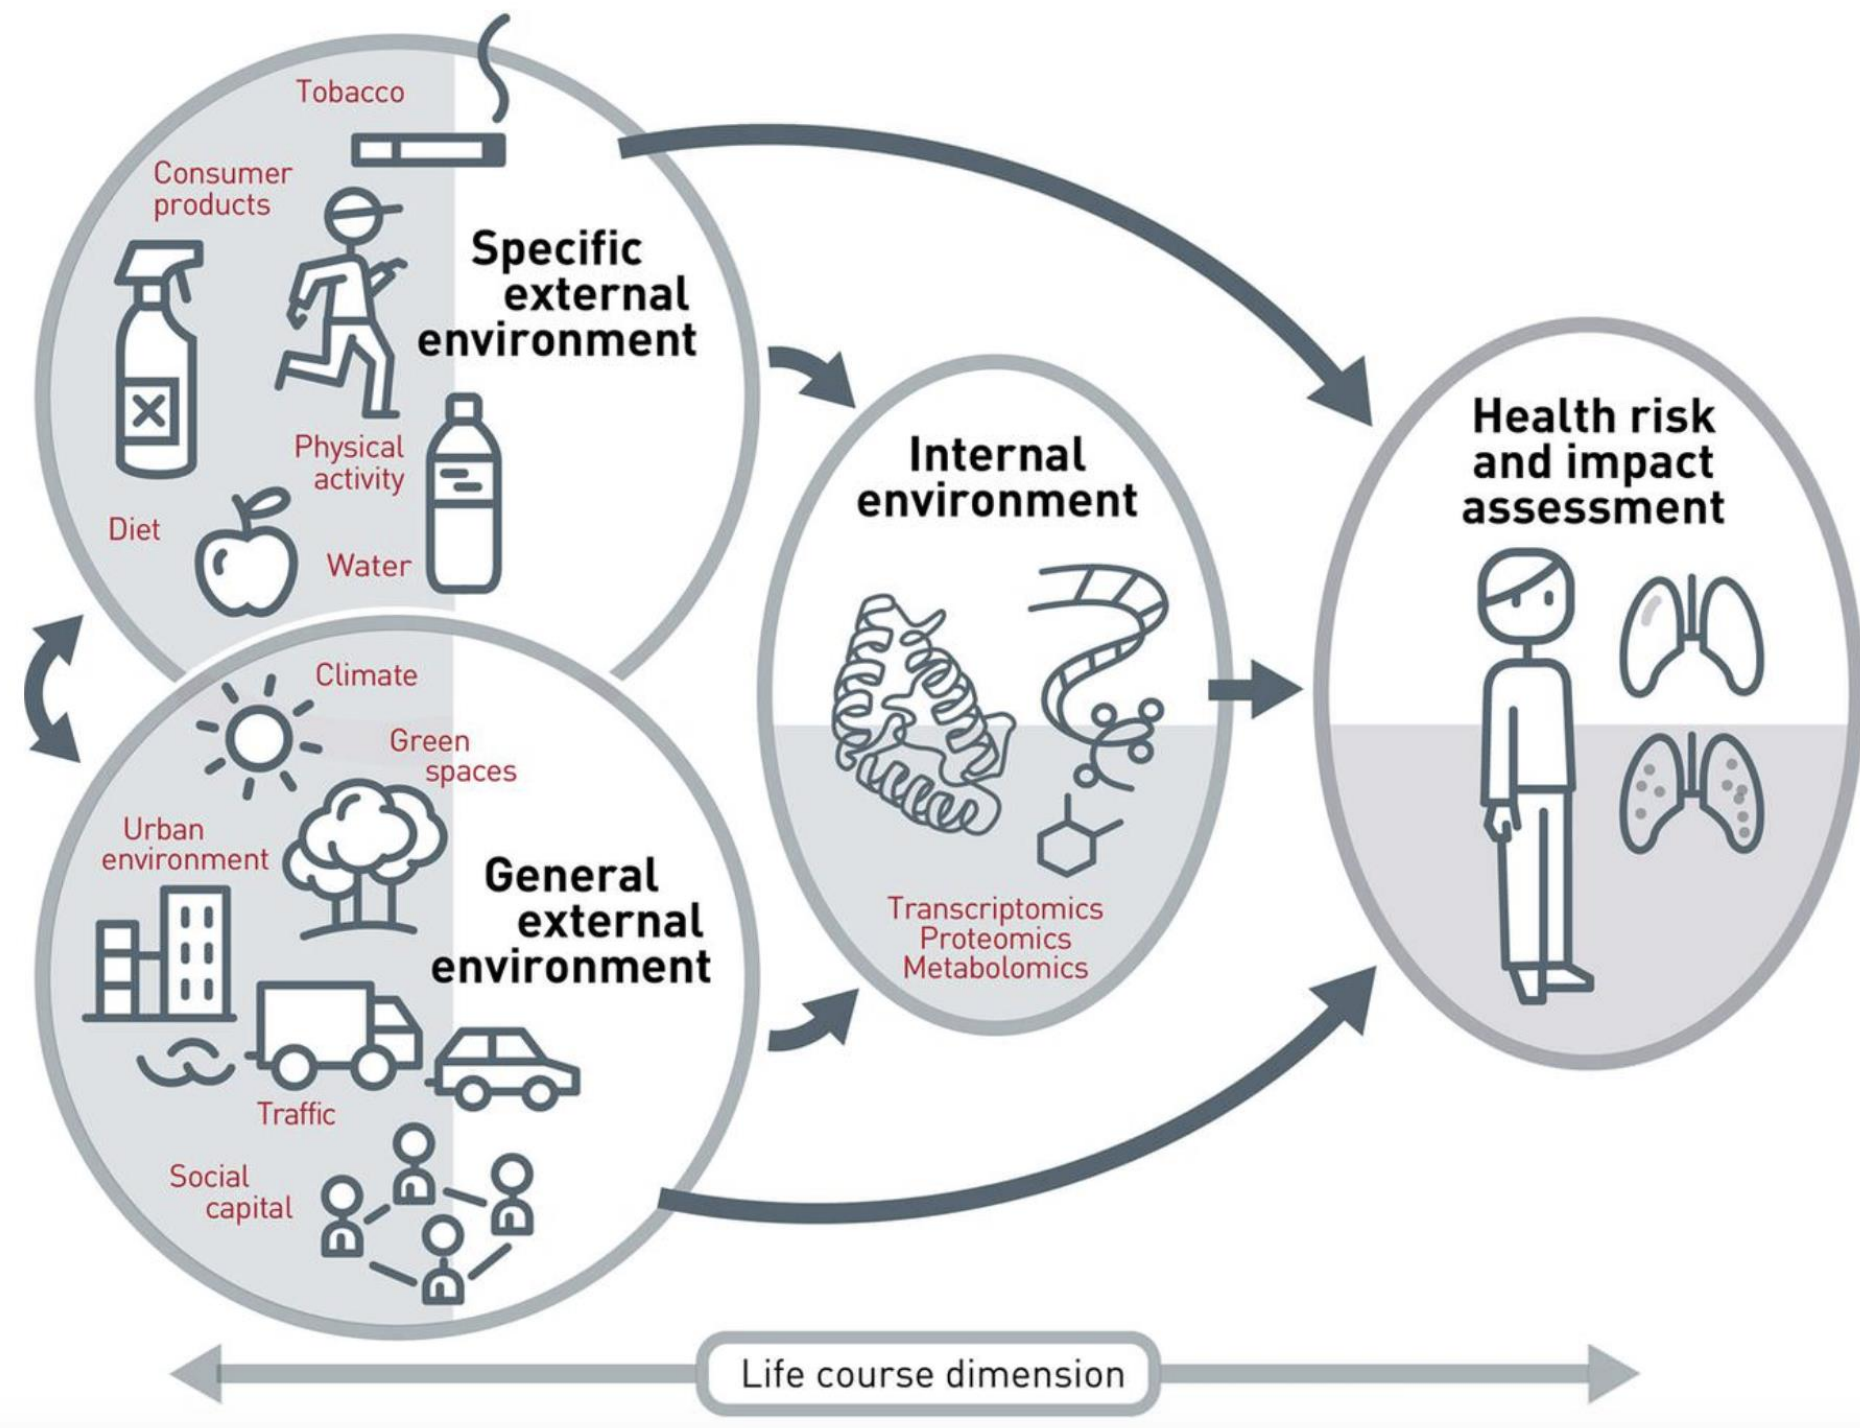 Tobacco
Consumer
products
Specific
external
environment
Physical
activity
Diet
Water
Climate
Green
spaces
Urban
environment
General
external
environment
Traffic
Social
capital
Internal
environment
Transcriptomics
Proteomics
Metabolomics
Health risk
and impact
assessment
Life course dimension